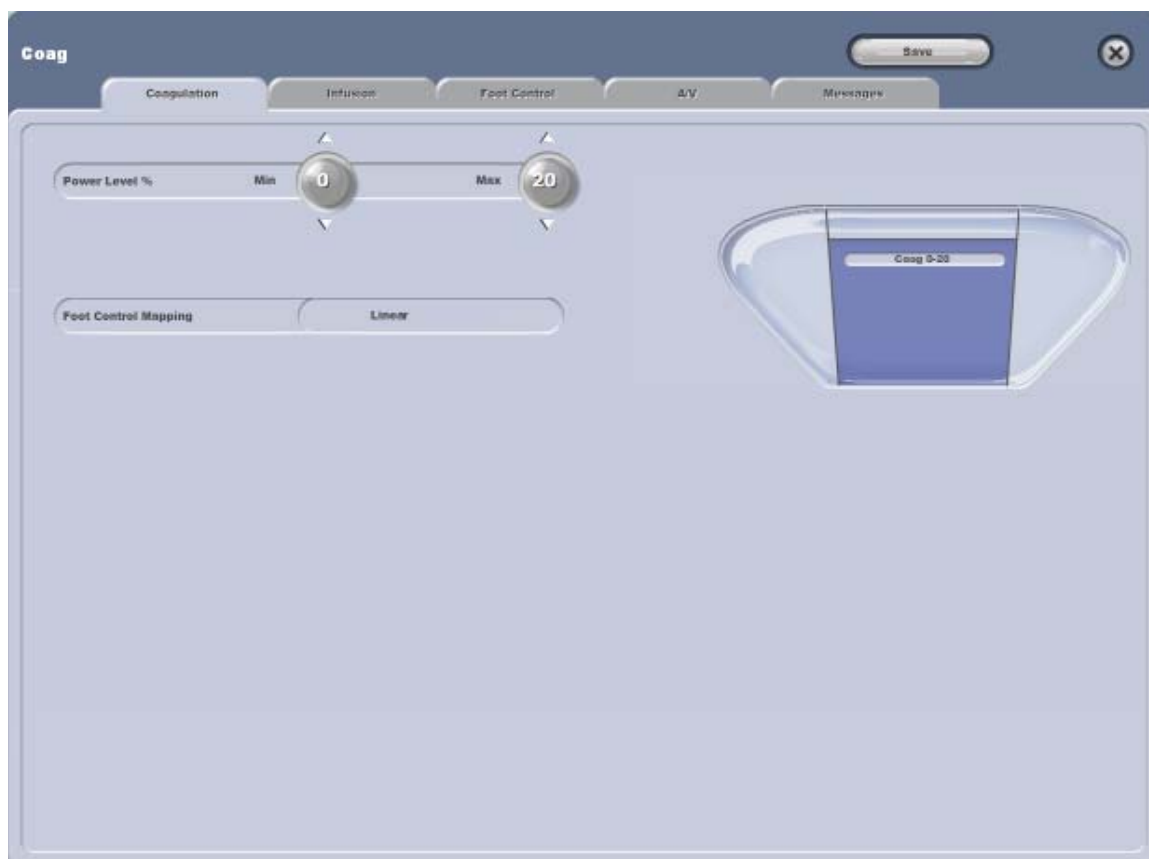 Coag
Save
Coagulation Infusion Foot Control A/V Messages
Power Level % Min 0 Max 20
Coag 0-20
Foot Control Mapping Linear